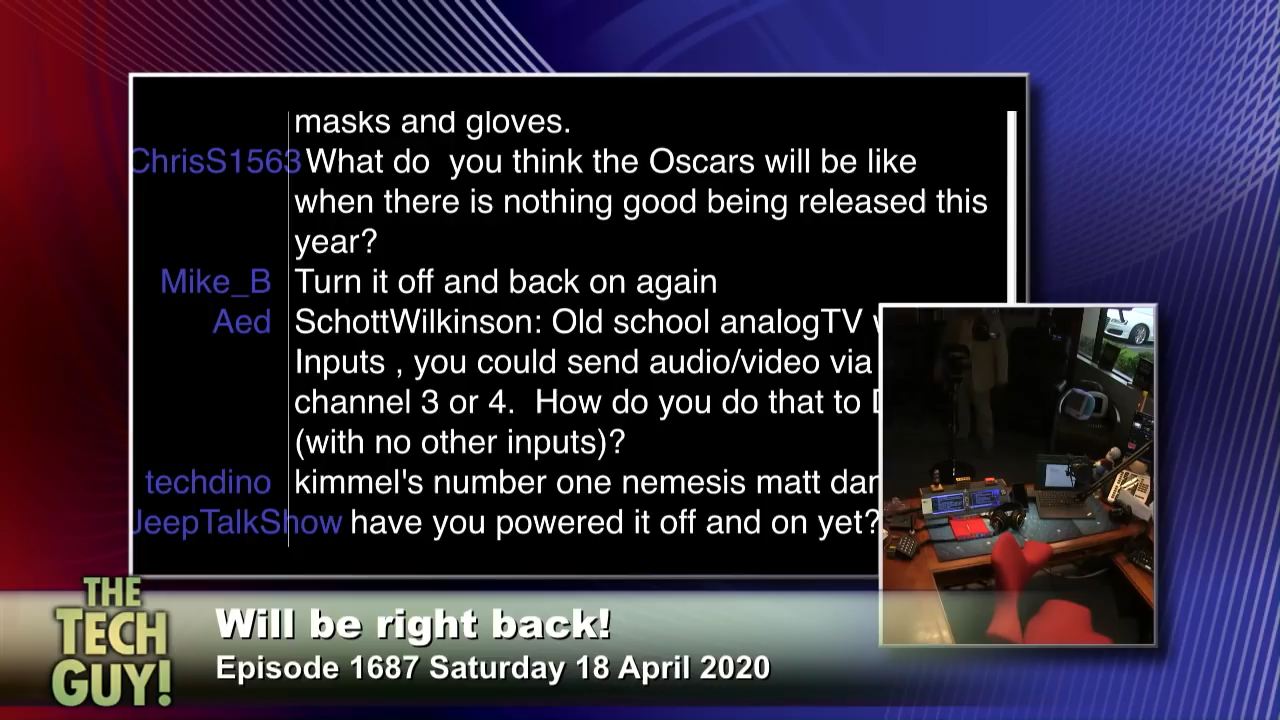 masks and gloves.
ChrisS1563 What do you think the Oscars will be like
when there is nothing good being released this
year?
Mike_B Turn it off and back on again
Aed SchottWilkinson: Old school analogTV
Inputs , you could send audio/video via
channel 3 or 4. How do you do that to
(with no other inputs)?
techdino kimmel's number one nemesis matt
JeepTalkShow have you powered it off and on yet?
THE
TECH
GUY!
Will be right back!
Episode 1687 Saturday 18 April 2020